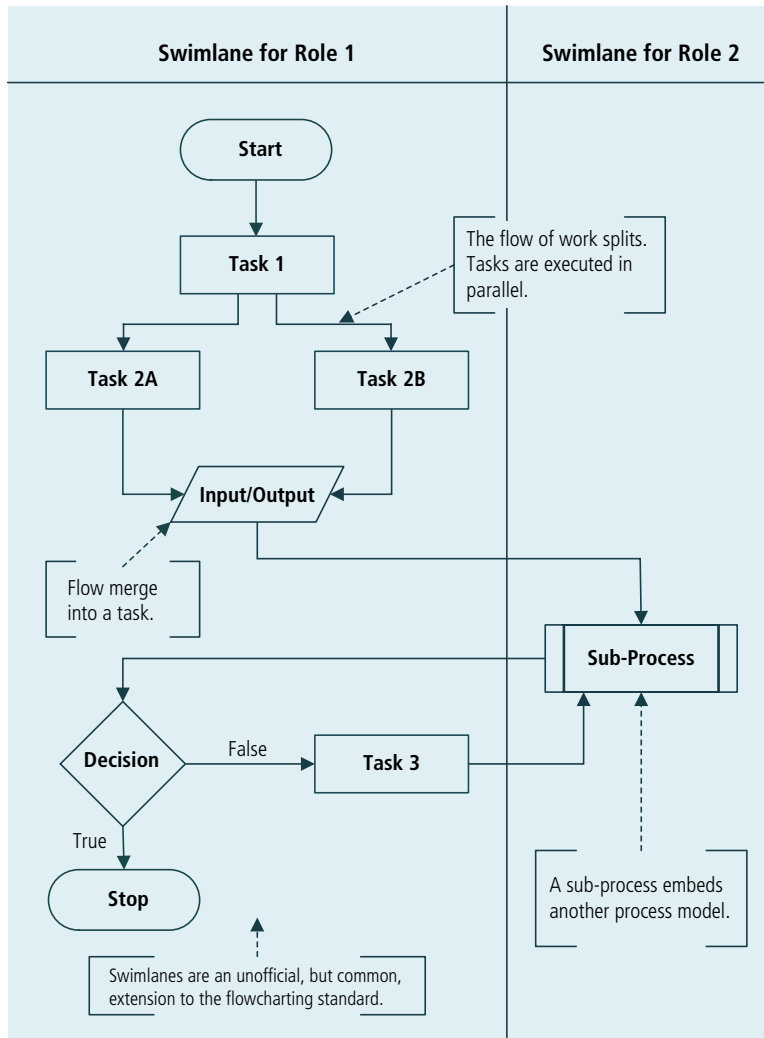 Swimlane for Role 1
Swimlane for Role 2
Start
Task 1
The flow of work splits.
Tasks are executed in
parallel.
Task 2A
Task 2B
Input/Output
Flow merge
into a task.
Sub-Process
Decision
False
Task 3
True
Stop
A sub-process embeds
another process model.
Swimlanes are an unofficial, but common,
extension to the flowcharting standard.